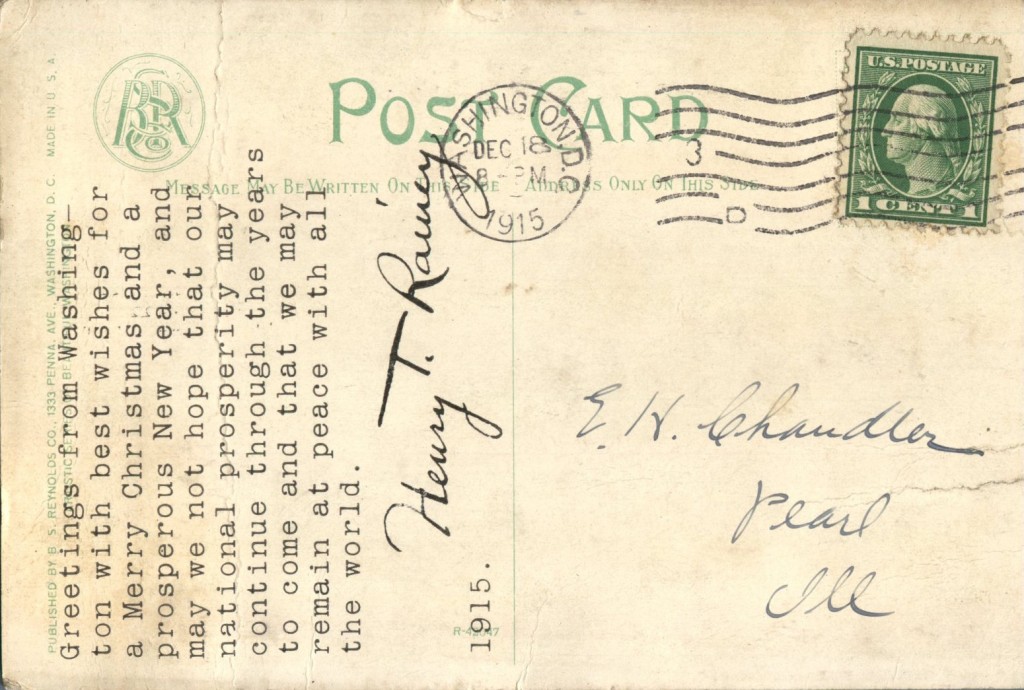 POST CARD
MESSAGE MAY BE WRITTEN ON THIS SIDE
ADDRESS ONLY ON THIS SIDE
WASHINGTON, D.C.
DEC 18
8 - PM
1915
3
D
U.S. POSTAGE
1 CENT 1
PUBLISHED BY B. S. REYNOLDS CO., 1333 PENNA. AVE., WASHINGTON, D. C. MADE IN U. S. A
Greetings from Washing-
ton with best wishes for
a Merry Christmas and a
prosperous New Year, and
may we not hope that our
national prosperity may
continue through the years
to come and that we may
remain at peace with all
the world.
Henry T. Rainey
1915.
R-42047
E. H. Chandler
Pearl
Ill